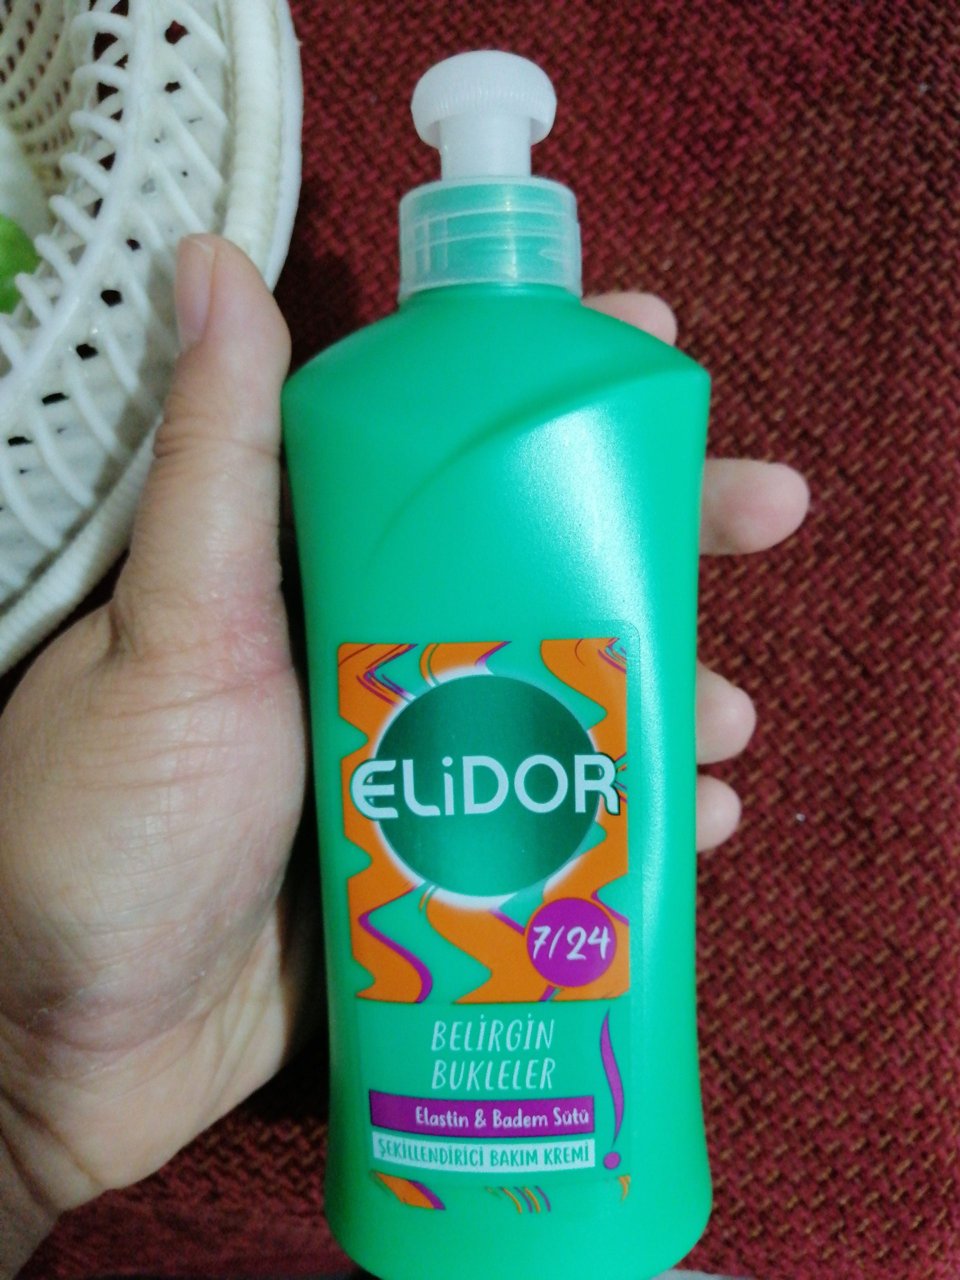 ELiDOR
7/24
BELİRGİN
BUKLELER
Elastin & Badem Sütü
ŞEKİLLENDİRİCİ BAKIM KREMİ